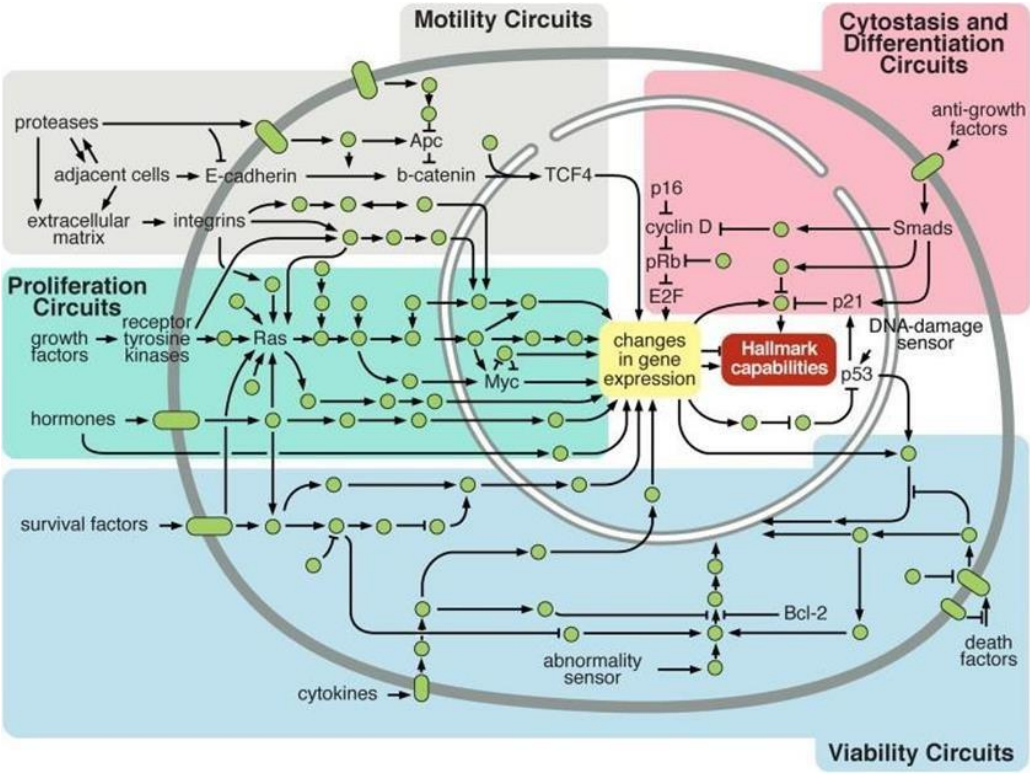 Motility Circuits
Cytostasis and
Differentiation
Circuits
proteases
Apc
anti-growth
factors
adjacent cells
E-cadherin
b-catenin
TCF4
p16
extracellular
matrix
integrins
cyclin D
Smads
pRb
E2F
p21
Proliferation
Circuits
growth
factors
receptor
tyrosine
kinases
Ras
Myc
changes
in gene
expression
Hallmark
capabilities
DNA-damage
sensor
p53
hormones
survival factors
Bcl-2
abnormality
sensor
death
factors
cytokines
Viability Circuits